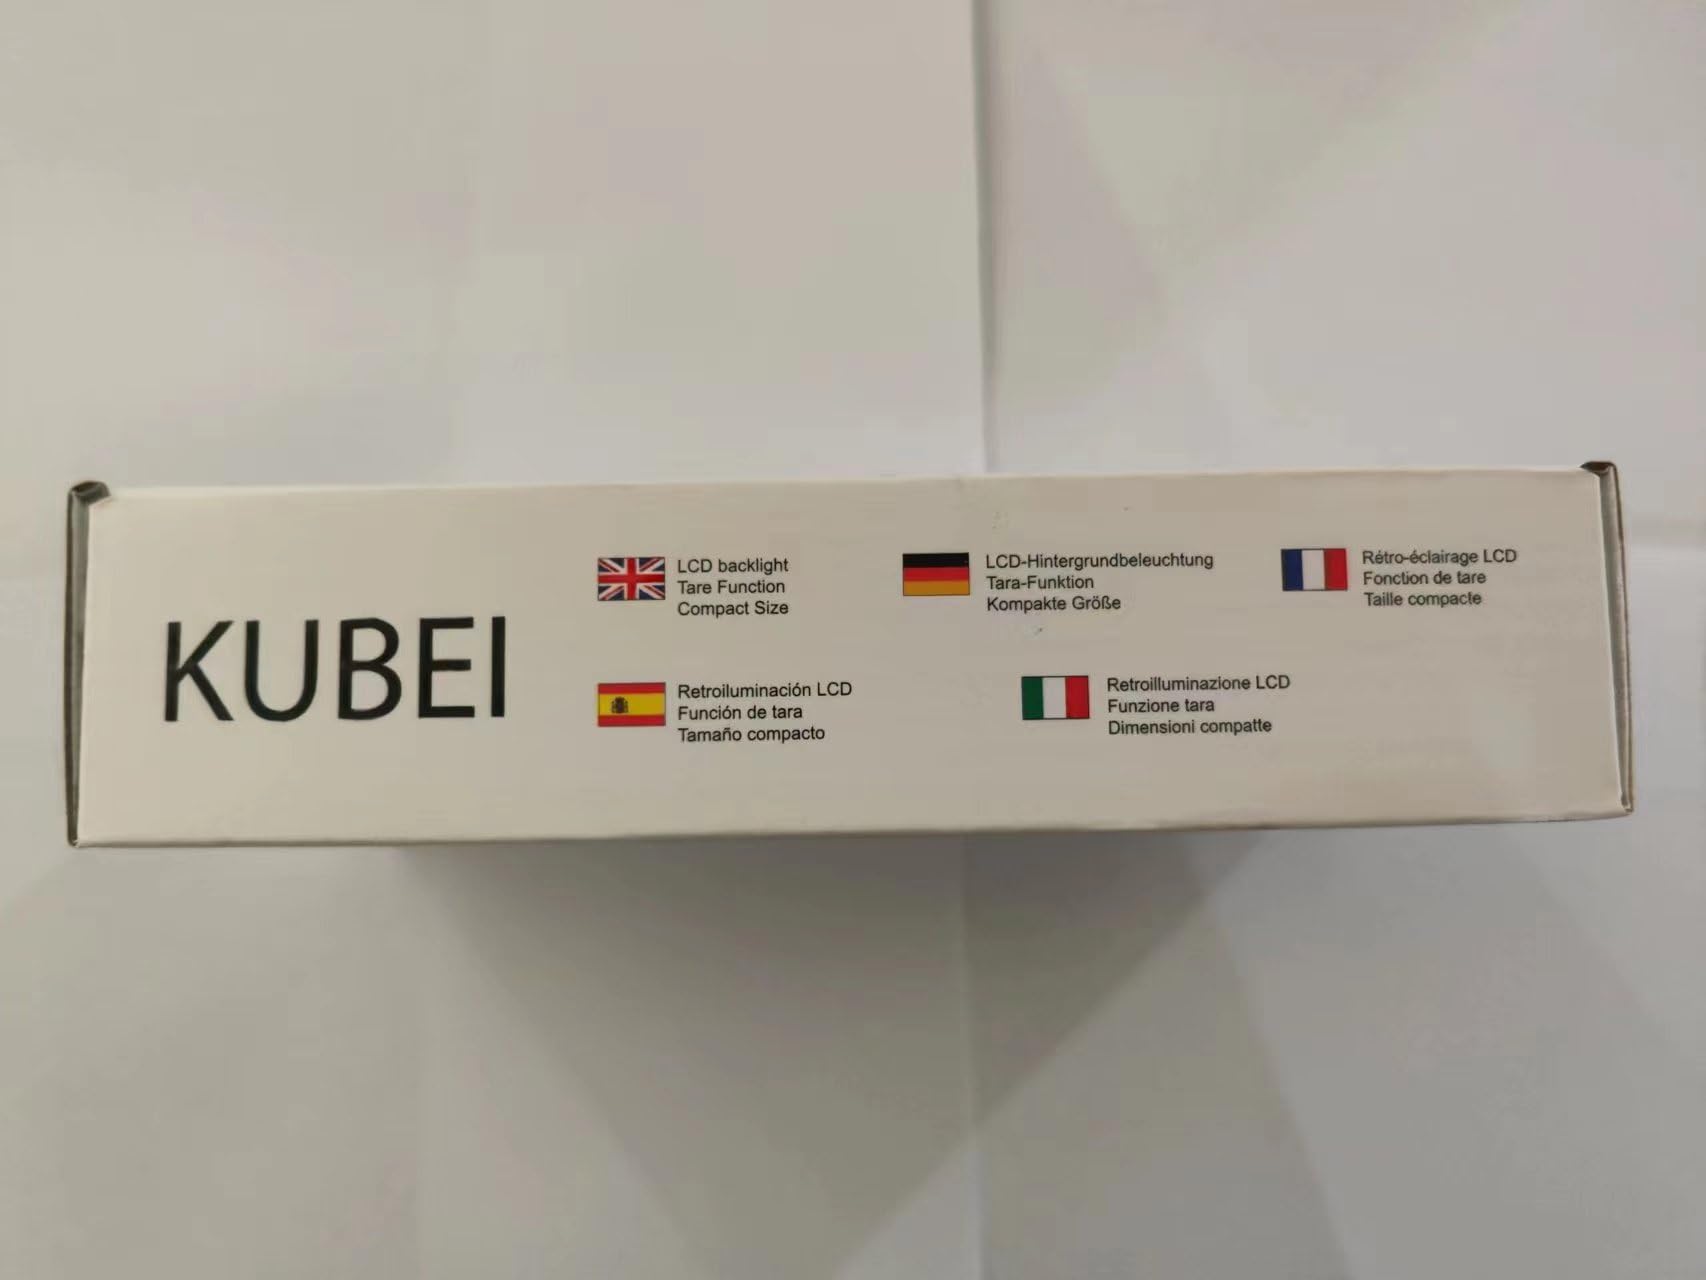 KUBEI
LCD backlight
Tare Function
Compact Size
LCD-Hintergrundbeleuchtung
Tara-Funktion
Kompakte Größe
Rétro-éclairage LCD
Fonction de tare
Taille compacte
Retroiluminación LCD
Función de tara
Tamaño compacto
Retroilluminazione LCD
Funzione tara
Dimensioni compatte